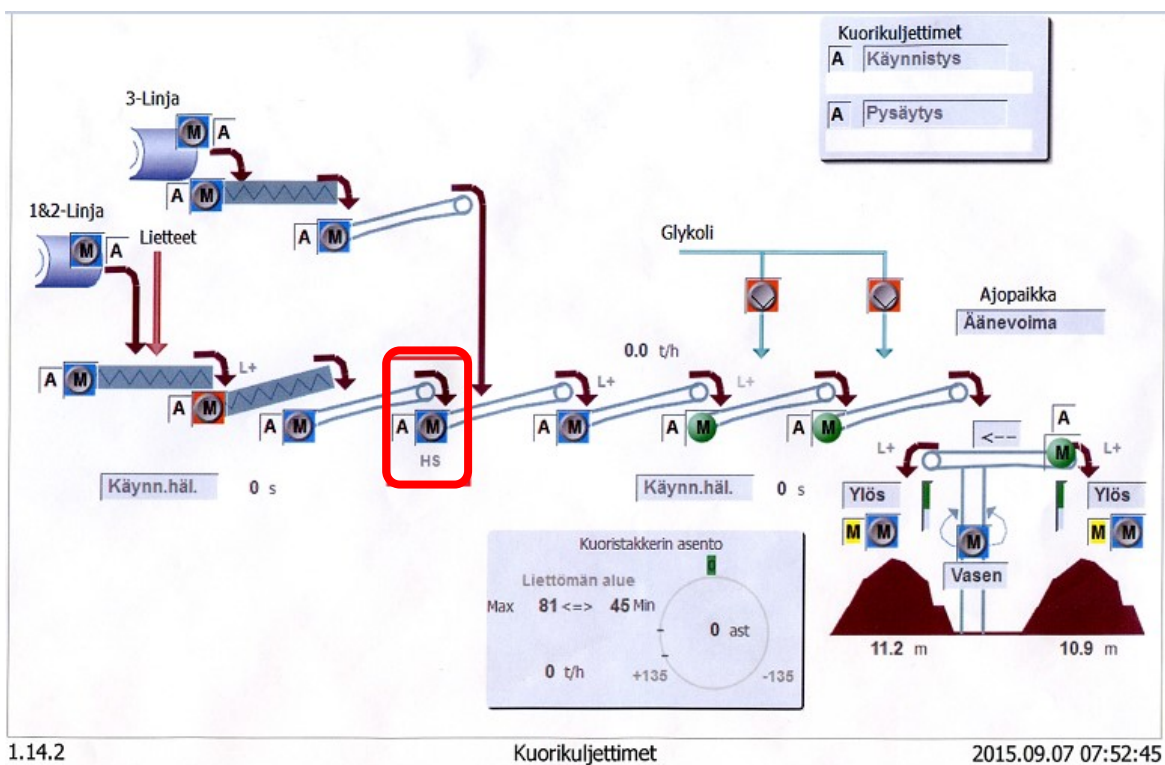 Kuorikuljettimet
A Käynnistys
A Pysäytys
3-Linja
M A
A M
1&2-Linja
M A
Lietteet
A M
Glykoli
Ajopaikka
Äänevoima
0.0 t/h
A M
L+
A M
A M
A M
HS
A M
L+
A M
L+
A M
A
<--
M
L+
L+
Käynn.häl. 0 s
Käynn.häl. 0 s
Ylös
Ylös
M M
M
M M
Vasen
Kuoristakkerin asento
0
Liettömän alue
Max 81 <=> 45 Min
0 ast
0 t/h
+135
-135
11.2 m
10.9 m
1.14.2
Kuorikuljettimet
2015.09.07 07:52:45